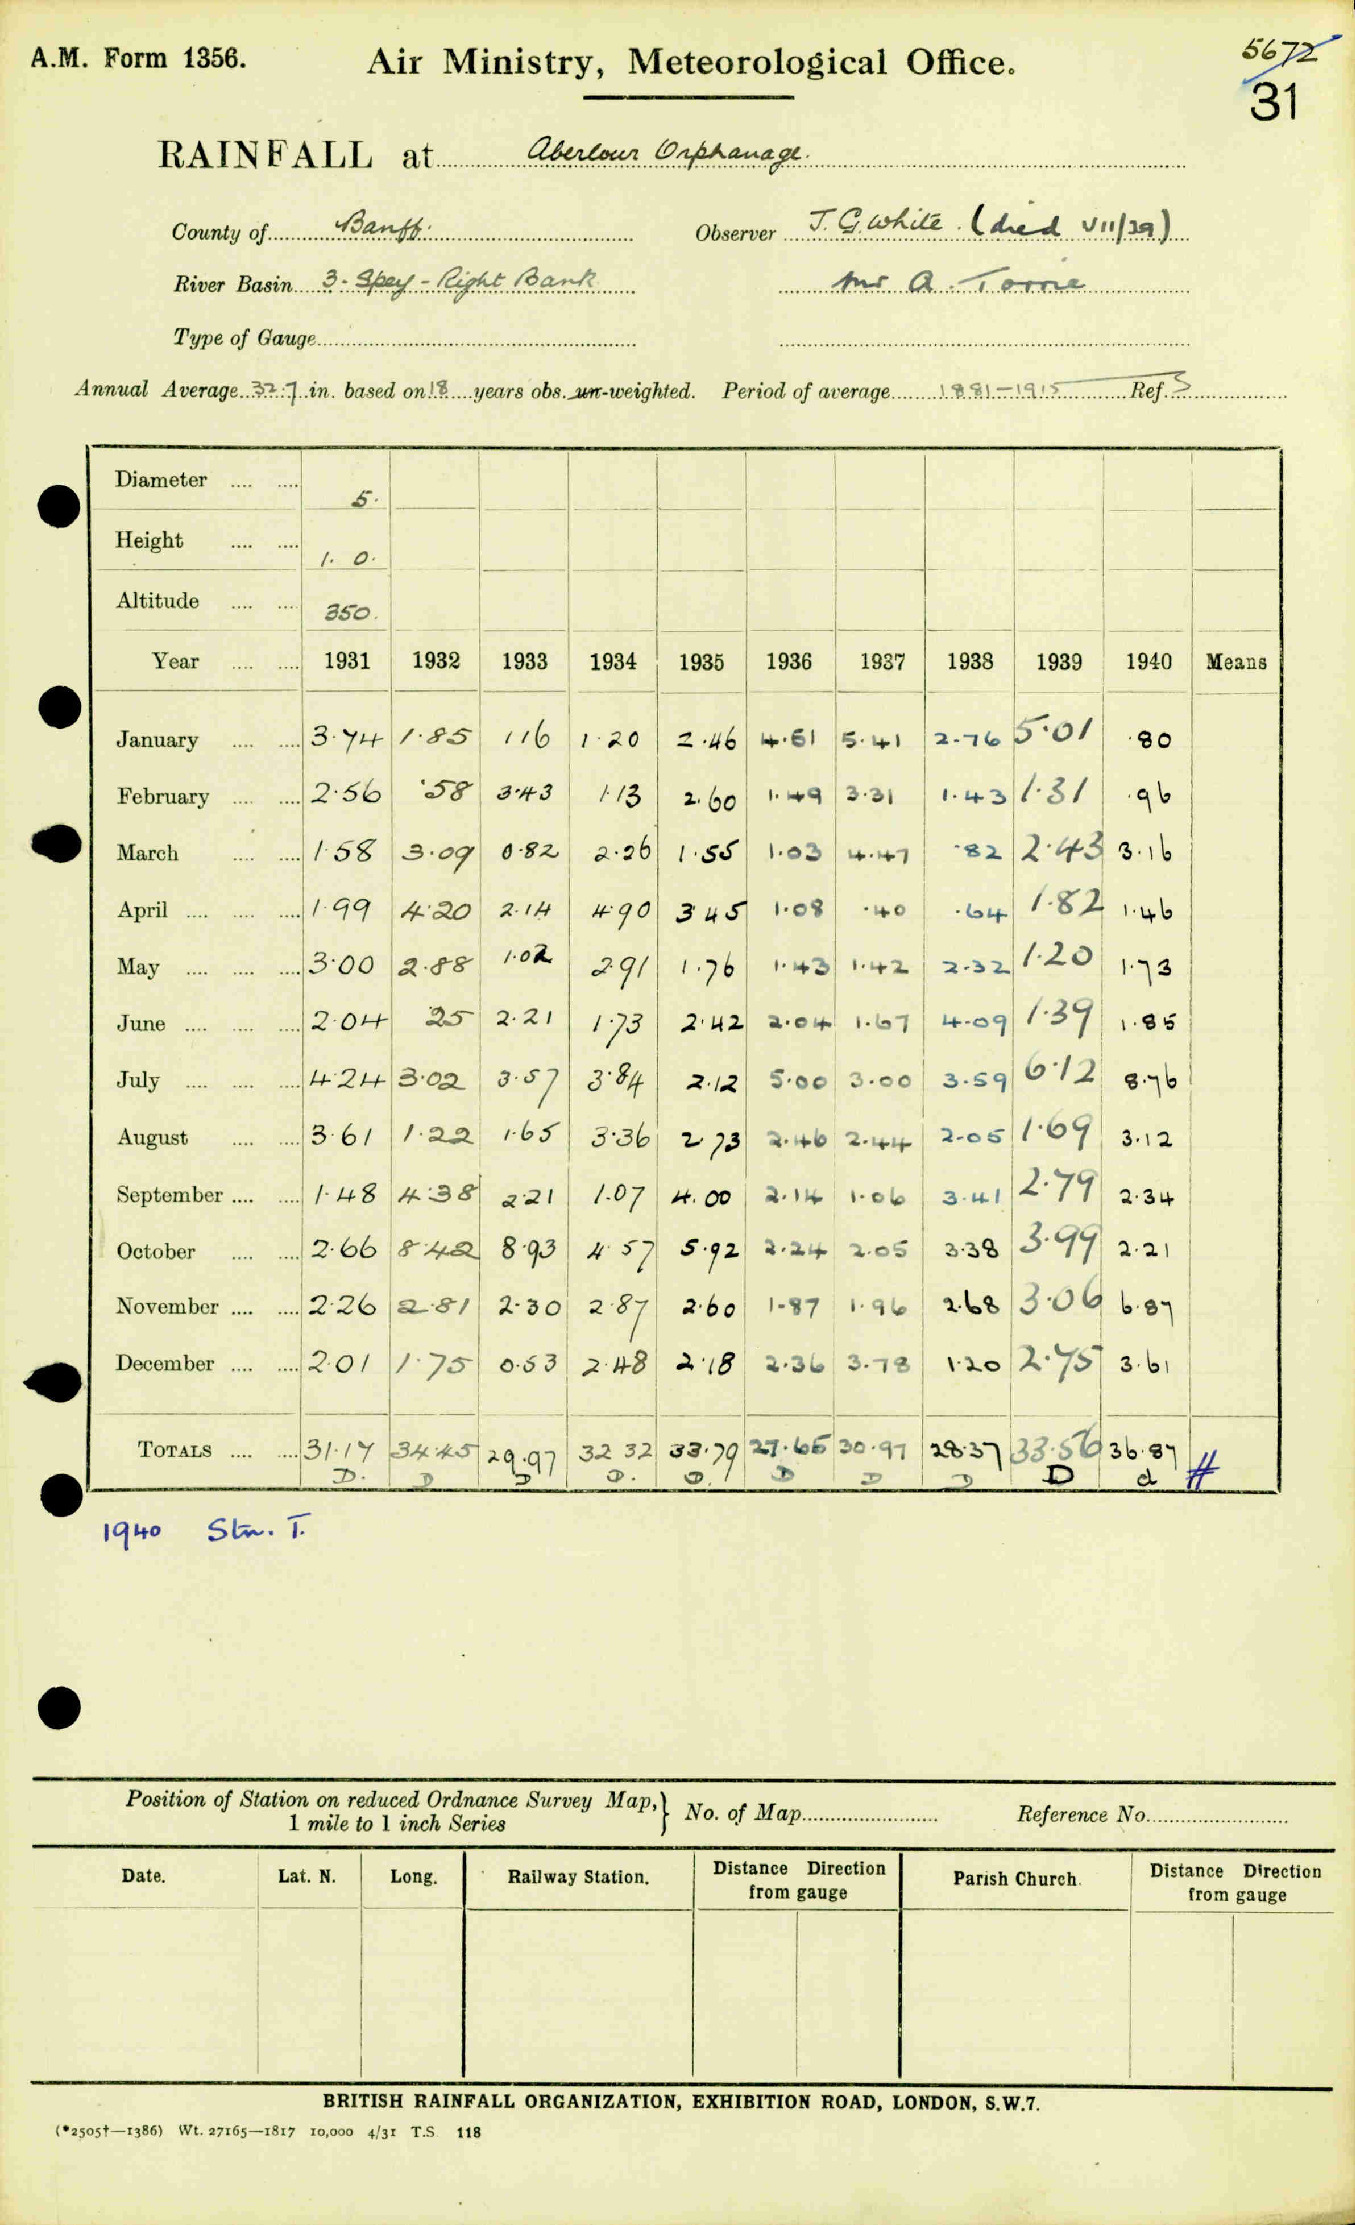 A.M. Form 1356.
Air Ministry, Meteorological Office.
5672
31
RAINFALL at Aberlour Orphanage.
County of Banff. Observer J. G. White. (died VII/39)
River Basin 3. Spey - Right Bank Mr A. Torrie
Type of Gauge
Annual Average 32.7 in. based on 18 years obs. un-weighted. Period of average 1881-1915 Ref. S
Diameter 5.
Height 1. 0.
Altitude 350.
Year 1931 1932 1933 1934 1935 1936 1937 1938 1939 1940 Means
January 3.74 1.85 1.16 1.20 2.46 4.51 5.41 2.76 5.01 .80
February 2.56 .58 3.43 1.13 2.60 1.49 3.31 1.43 1.31 .96
March 1.58 3.09 0.82 2.26 1.55 1.03 4.47 .82 2.43 3.16
April 1.99 4.20 2.14 4.90 3.45 1.08 .40 .64 1.82 1.46
May 3.00 2.88 1.02 2.91 1.76 1.43 1.42 2.32 1.20 1.73
June 2.04 .25 2.21 1.73 2.42 2.04 1.67 4.09 1.39 1.85
July 4.24 3.02 3.57 3.84 2.12 5.00 3.00 3.59 6.12 8.76
August 3.61 1.22 1.65 3.36 2.73 2.46 2.44 2.05 1.69 3.12
September 1.48 4.38 2.21 1.07 4.00 2.14 1.06 3.41 2.79 2.34
October 2.66 8.42 8.93 4.57 5.92 2.24 2.05 3.38 3.99 2.21
November 2.26 2.81 2.30 2.87 2.60 1.87 1.96 2.68 3.06 6.87
December 2.01 1.75 0.53 2.48 2.18 2.36 3.78 1.20 2.75 3.61
TOTALS 31.17 34.45 29.97 32.32 33.79 27.65 30.97 28.37 33.56 36.87
D. D D D. D. D D D D d #
1940 Stn. T.
Position of Station on reduced Ordnance Survey Map, 1 mile to 1 inch Series } No. of Map Reference No.
Date. Lat. N. Long. Railway Station. Distance Direction from gauge Parish Church. Distance Direction from gauge
BRITISH RAINFALL ORGANIZATION, EXHIBITION ROAD, LONDON, S.W.7.
(*2505†—1386) Wt. 27165—1817 10,000 4/31 T.S 118